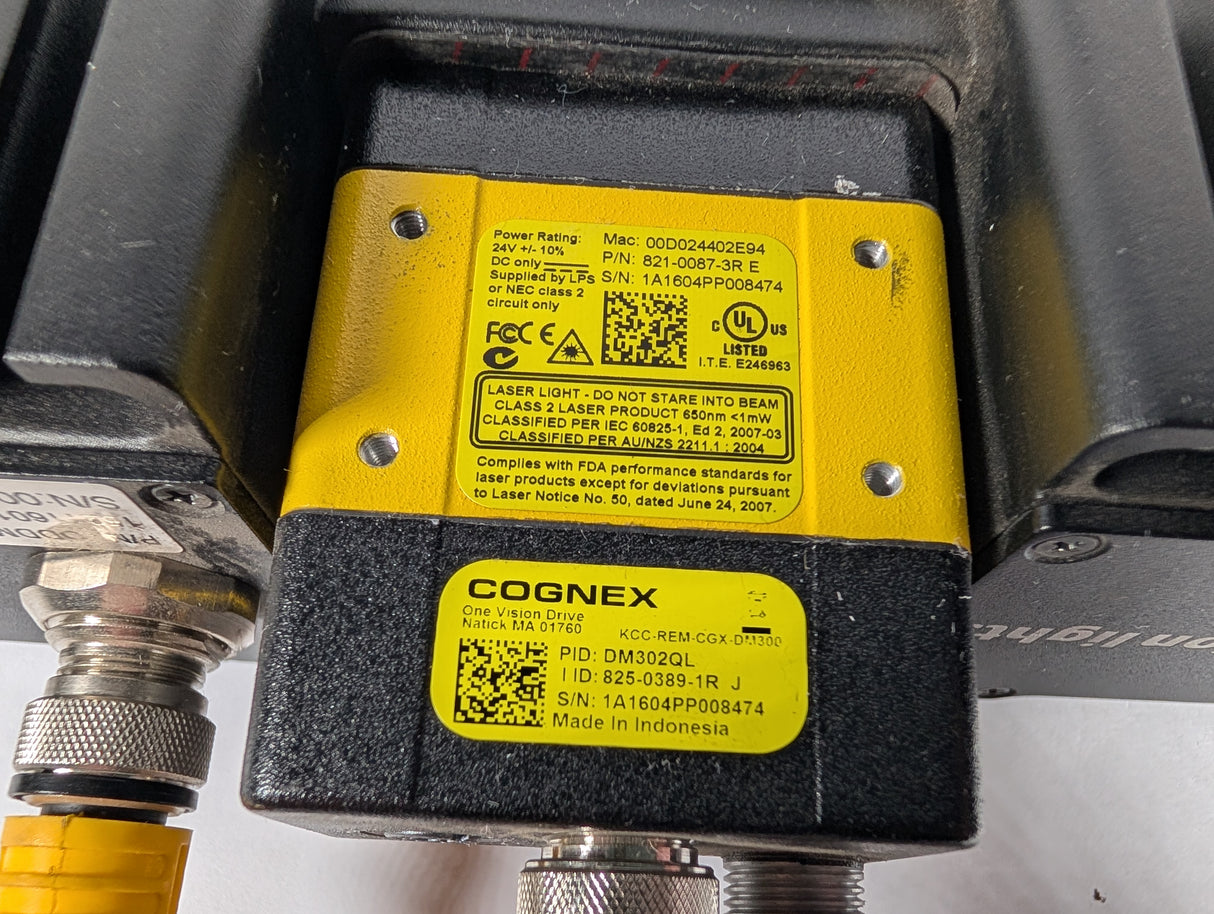 Power Rating:
24V +/- 10%
DC only
Supplied by LPS
or NEC class 2
circuit only
Mac: 00D024402E94
P/N: 821-0087-3R E
S/N: 1A1604PP008474
FCC CE
C UL US
LISTED
I.T.E. E246963
LASER LIGHT - DO NOT STARE INTO BEAM
CLASS 2 LASER PRODUCT 650nm <1mW
CLASSIFIED PER IEC 60825-1, Ed 2, 2007-03
CLASSIFIED PER AU/NZS 2211.1 : 2004
Complies with FDA performance standards for
laser products except for deviations pursuant
to Laser Notice No. 50, dated June 24, 2007.
COGNEX
One Vision Drive
Natick MA 01760
KCC-REM-CGX-DM300
PID: DM302QL
I ID: 825-0389-1R J
S/N: 1A1604PP008474
Made In Indonesia